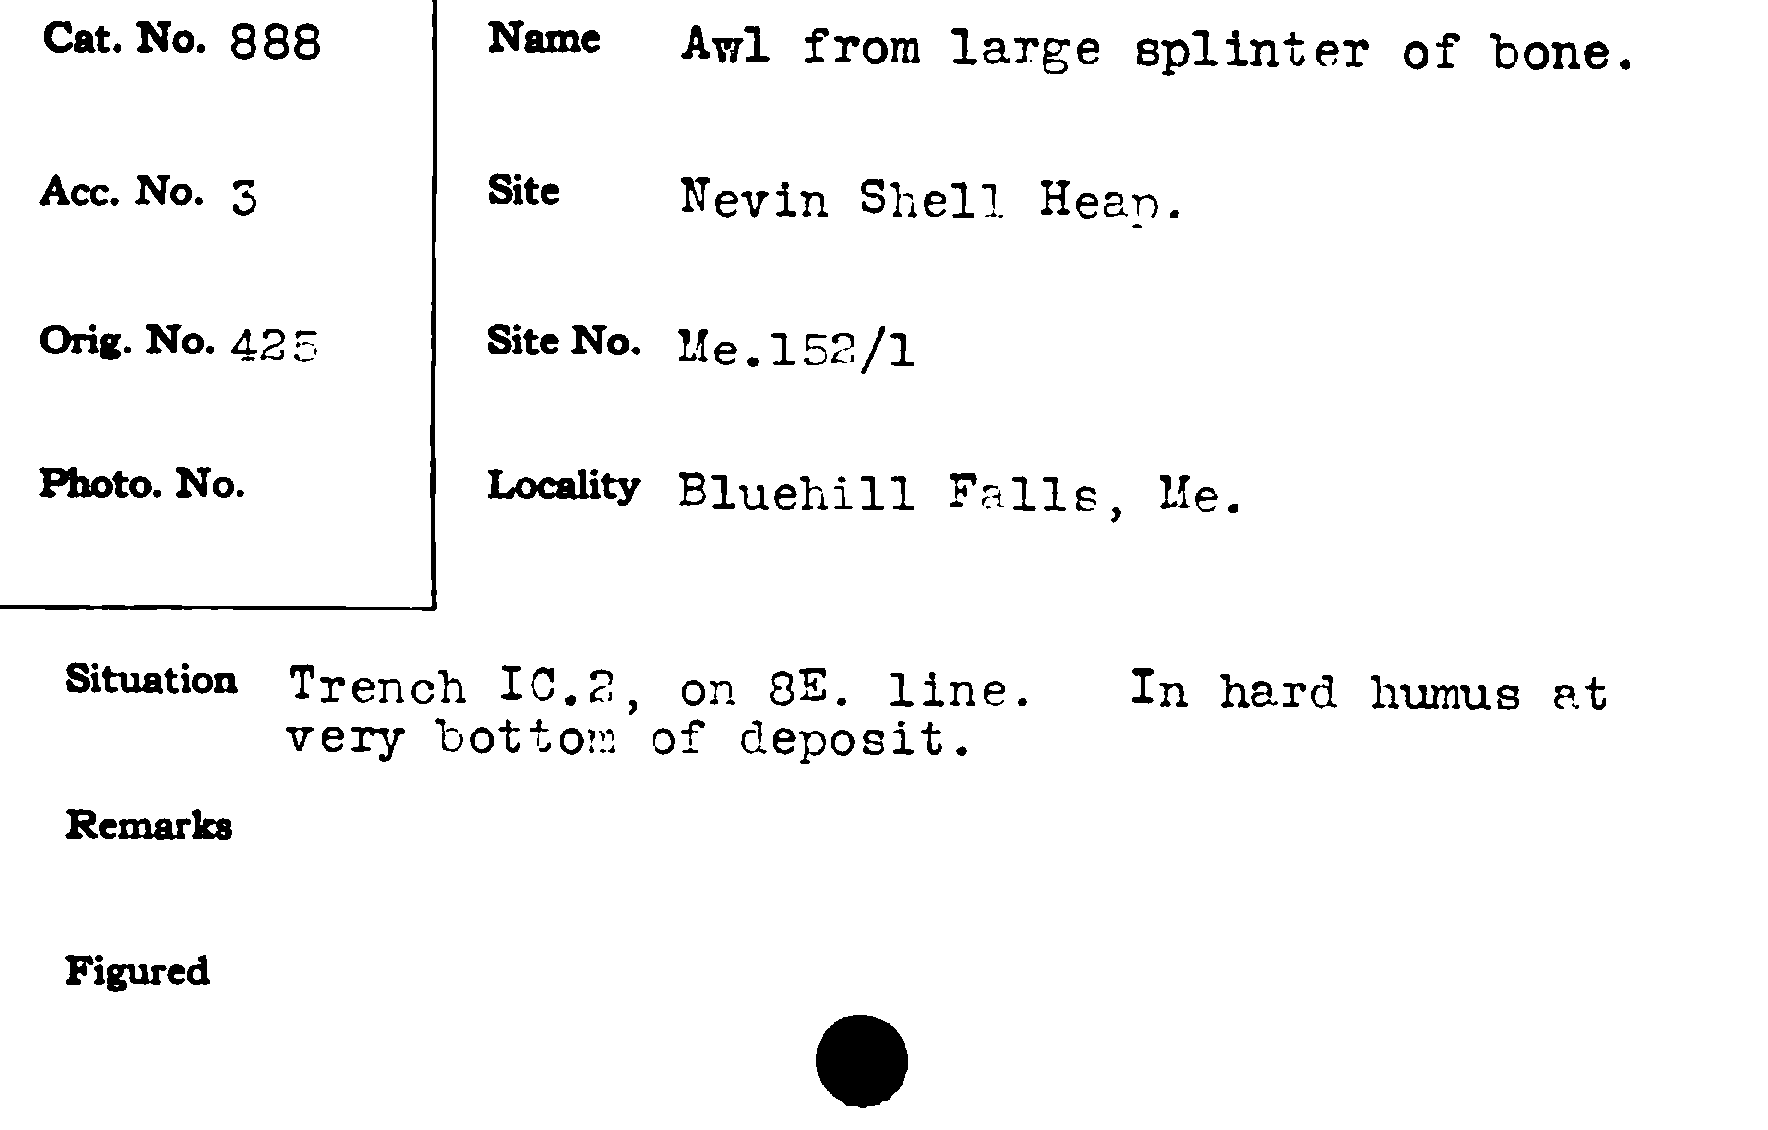 Cat. No. 888
Name Awl from large splinter of bone.
Acc. No. 3
Site Nevin Shell Heap.
Orig. No. 425
Site No. Me.152/1
Photo. No.
Locality Bluehill Falls, Me.
Situation Trench IC.2, on 8E. line. In hard humus at
very bottom of deposit.
Remarks
Figured